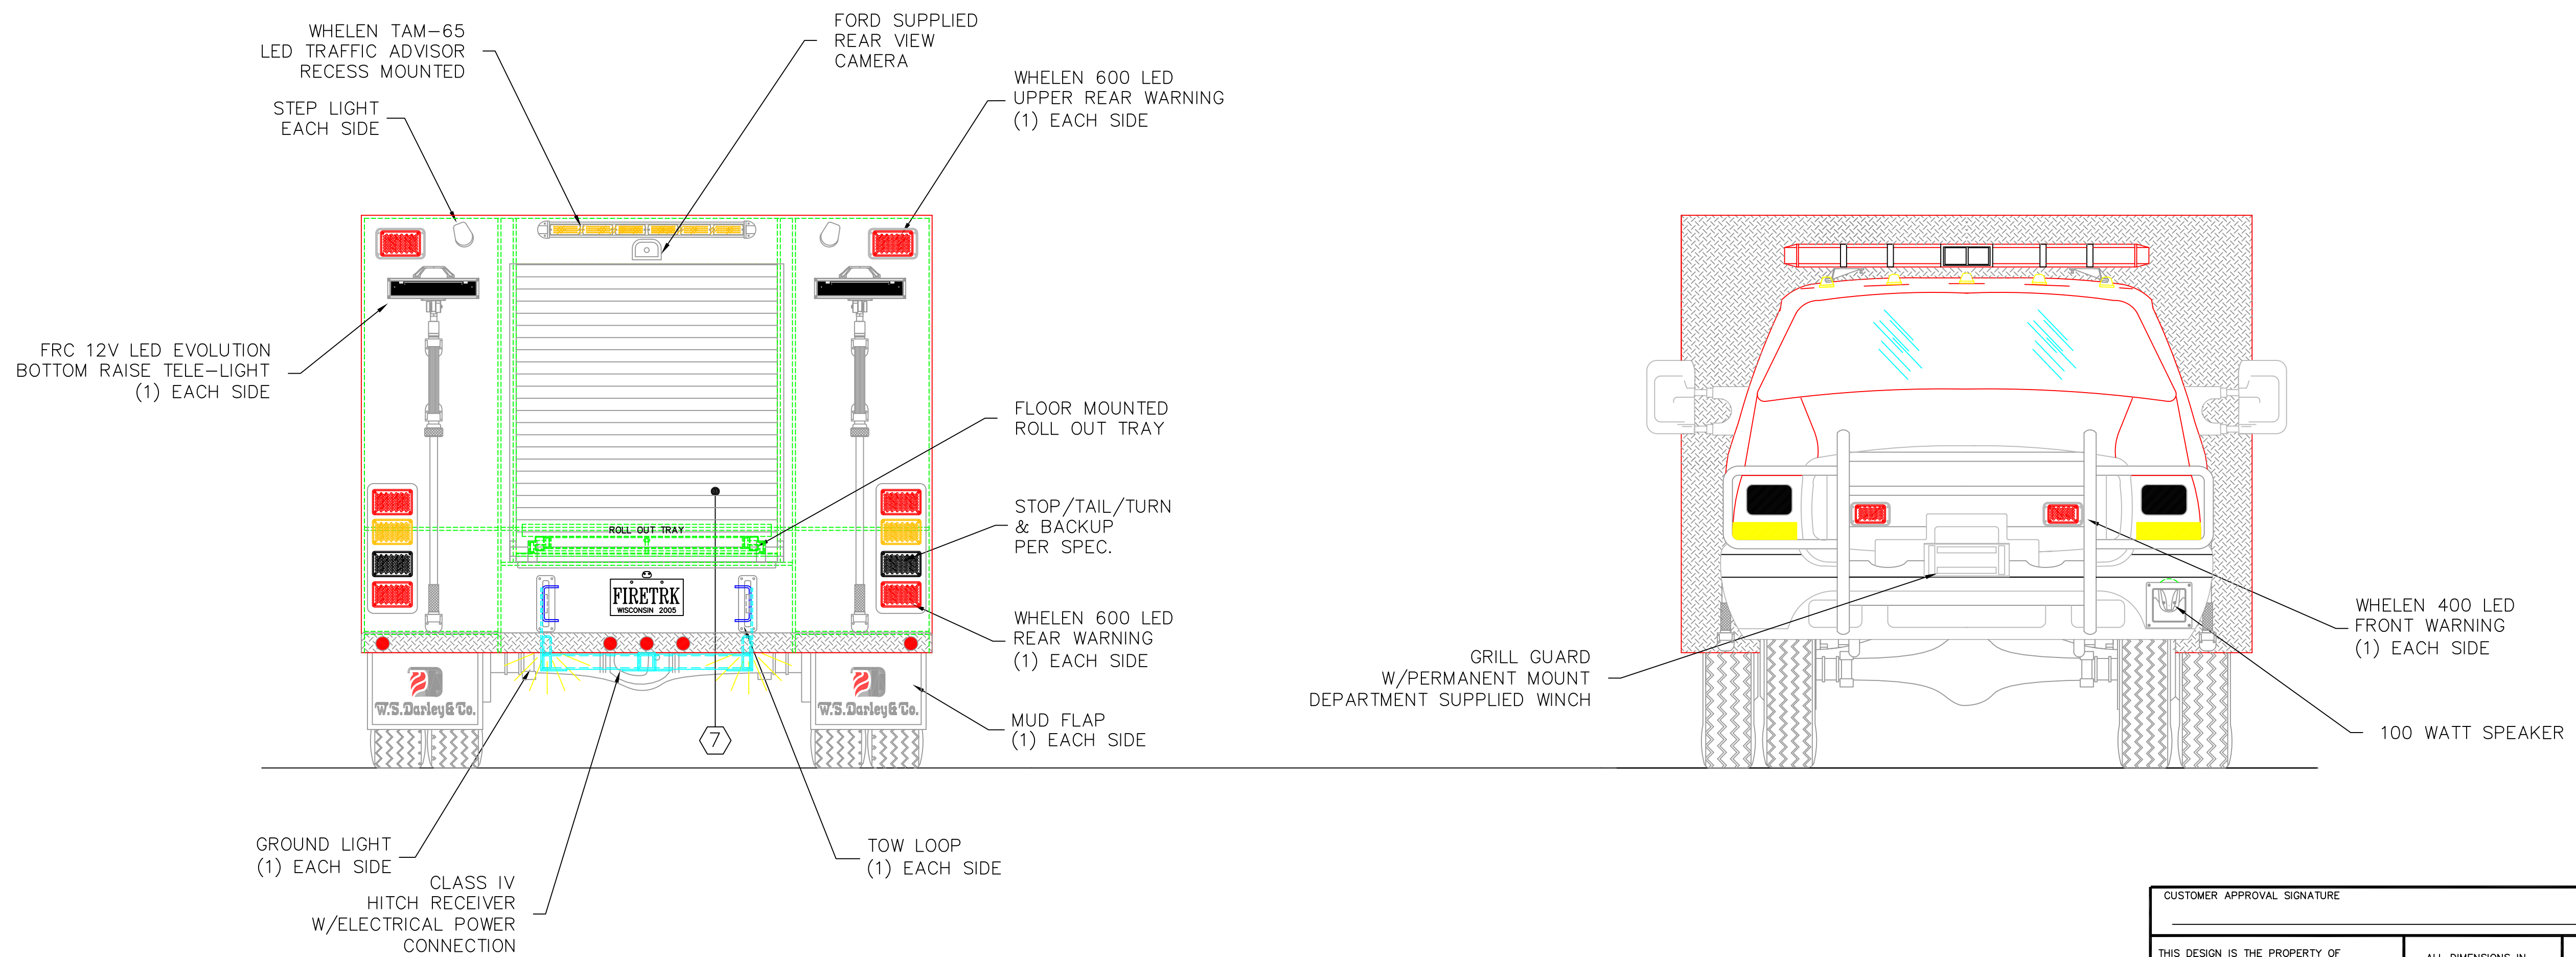 WHELEN TAM-65
LED TRAFFIC ADVISOR
RECESS MOUNTED
STEP LIGHT
EACH SIDE
FORD SUPPLIED
REAR VIEW
CAMERA
WHELEN 600 LED
UPPER REAR WARNING
(1) EACH SIDE
FRC 12V LED EVOLUTION
BOTTOM RAISE TELE-LIGHT
(1) EACH SIDE
FLOOR MOUNTED
ROLL OUT TRAY
STOP/TAIL/TURN
& BACKUP
PER SPEC.
ROLL OUT TRAY
FIRETRK
WISCONSIN 2005
WHELEN 600 LED
REAR WARNING
(1) EACH SIDE
W.S.Darley&Co.
W.S.Darley&Co.
MUD FLAP
(1) EACH SIDE
7
GROUND LIGHT
(1) EACH SIDE
CLASS IV
HITCH RECEIVER
W/ELECTRICAL POWER
CONNECTION
TOW LOOP
(1) EACH SIDE
GRILL GUARD
W/PERMANENT MOUNT
DEPARTMENT SUPPLIED WINCH
WHELEN 400 LED
FRONT WARNING
(1) EACH SIDE
100 WATT SPEAKER
CUSTOMER APPROVAL SIGNATURE
THIS DESIGN IS THE PROPERTY OF
ALL DIMENSIONS IN